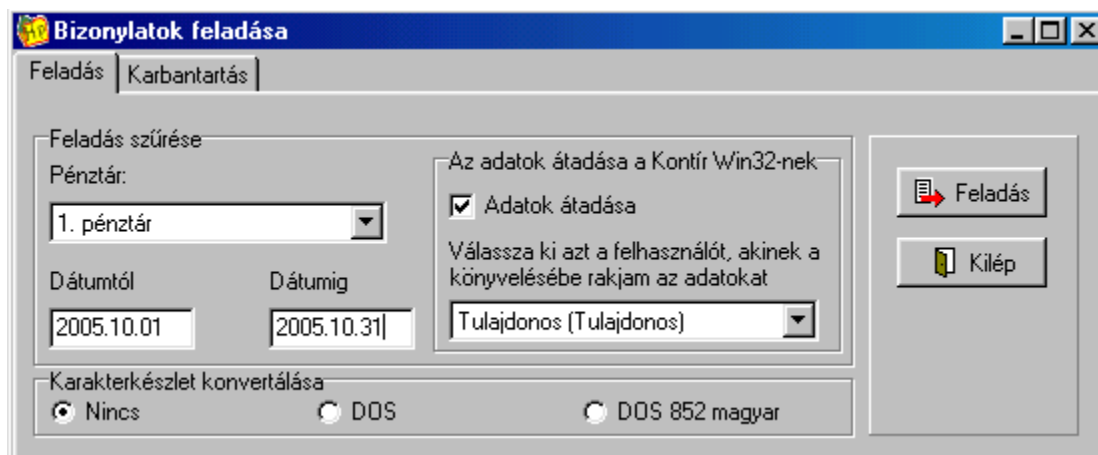 Bizonylatok feladása
Feladás
Karbantartás
Feladás szűrése
Pénztár:
1. pénztár
Dátumtól
Dátumig
2005.10.01
2005.10.31
Az adatok átadása a Kontír Win32-nek
Adatok átadása
Válassza ki azt a felhasználót, akinek a
könyvelésébe rakjam az adatokat
Tulajdonos (Tulajdonos)
Karakterkészlet konvertálása
Nincs
DOS
DOS 852 magyar
Feladás
Kilép